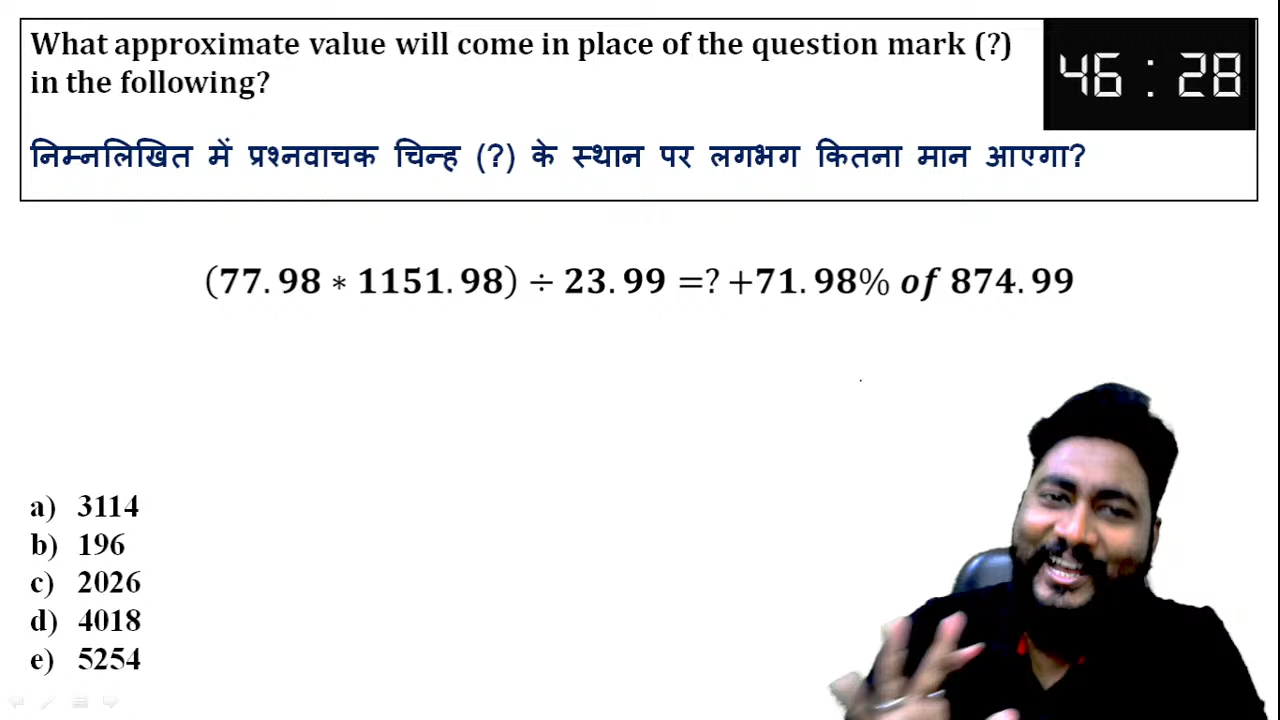 What approximate value will come in place of the question mark (?)
in the following?
46 : 28
निम्नलिखित में प्रश्नवाचक चिन्ह (?) के स्थान पर लगभग कितना मान आएगा?
(77.98 * 1151.98) ÷ 23.99 =? +71.98% of 874.99
a) 3114
b) 196
c) 2026
d) 4018
e) 5254